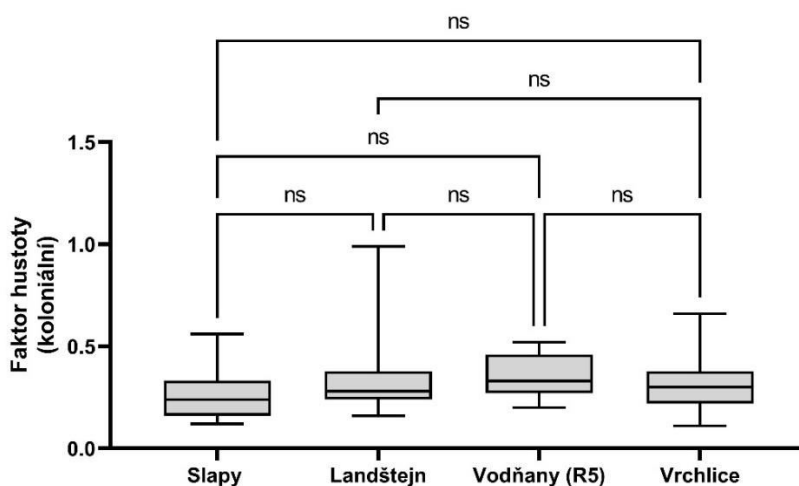 ns
ns
ns
ns ns ns
Faktor hustoty
(koloniální)
1.5
1.0
0.5
0.0
Slapy Landštejn Vodňany (R5) Vrchlice